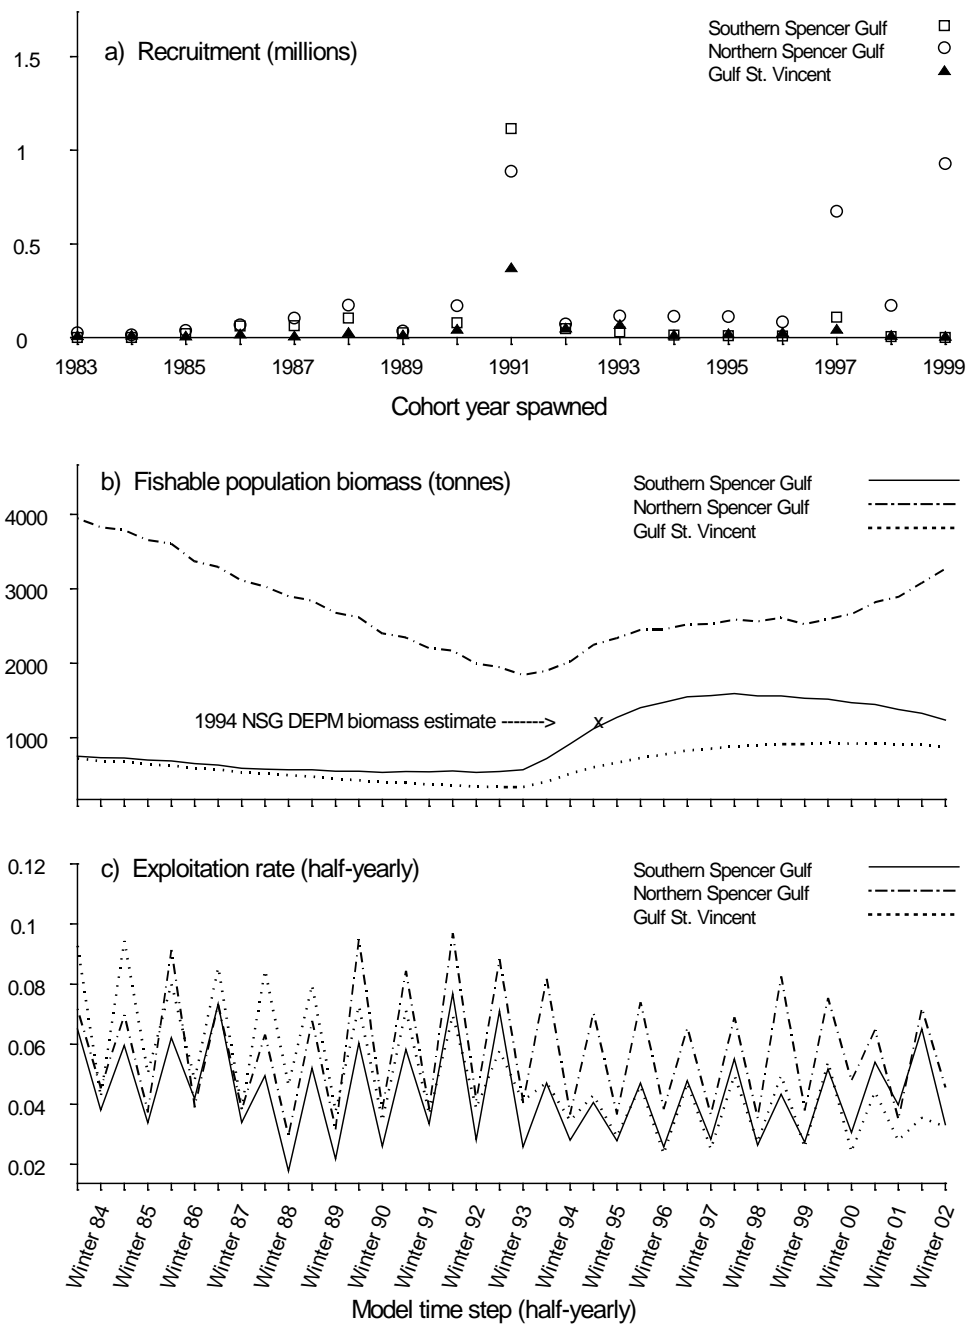 a) Recruitment (millions)
Southern Spencer Gulf
Northern Spencer Gulf
Gulf St. Vincent
1.5
1
0.5
0
1983 1985 1987 1989 1991 1993 1995 1997 1999
Cohort year spawned
b) Fishable population biomass (tonnes)
Southern Spencer Gulf
Northern Spencer Gulf
Gulf St. Vincent
4000
3000
2000
1994 NSG DEPM biomass estimate ------->
x
1000
c) Exploitation rate (half-yearly)
Southern Spencer Gulf
Northern Spencer Gulf
Gulf St. Vincent
0.12
0.1
0.08
0.06
0.04
0.02
Winter 84
Winter 85
Winter 86
Winter 87
Winter 88
Winter 89
Winter 90
Winter 91
Winter 92
Winter 93
Winter 94
Winter 95
Winter 96
Winter 97
Winter 98
Winter 99
Winter 00
Winter 01
Winter 02
Model time step (half-yearly)